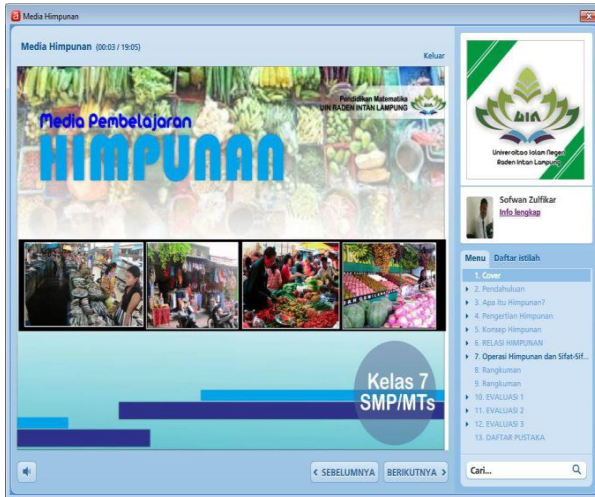 Media Himpunan
Media Himpunan (00:03 / 19:05)
Keluar
Pendidikan Matematika
UIN RADEN INTAN LAMPUNG
Media Pembelajaran
HIMPUNAN
Kelas 7
SMP/MTs
SEBELUMNYA
BERIKUTNYA
Universitas Islam Negeri
Raden Intan Lampung
Sofwan Zulfikar
Info lengkap
Menu Daftar istilah
1. Cover
2. Pendahuluan
3. Apa Itu Himpunan?
4. Pengertian Himpunan
5. Konsep Himpunan
6. RELASI HIMPUNAN
7. Operasi Himpunan dan Sifat-Sif...
8. Rangkuman
9. Rangkuman
10. EVALUASI 1
11. EVALUASI 2
12. EVALUASI 3
13. DAFTAR PUSTAKA
Cari...